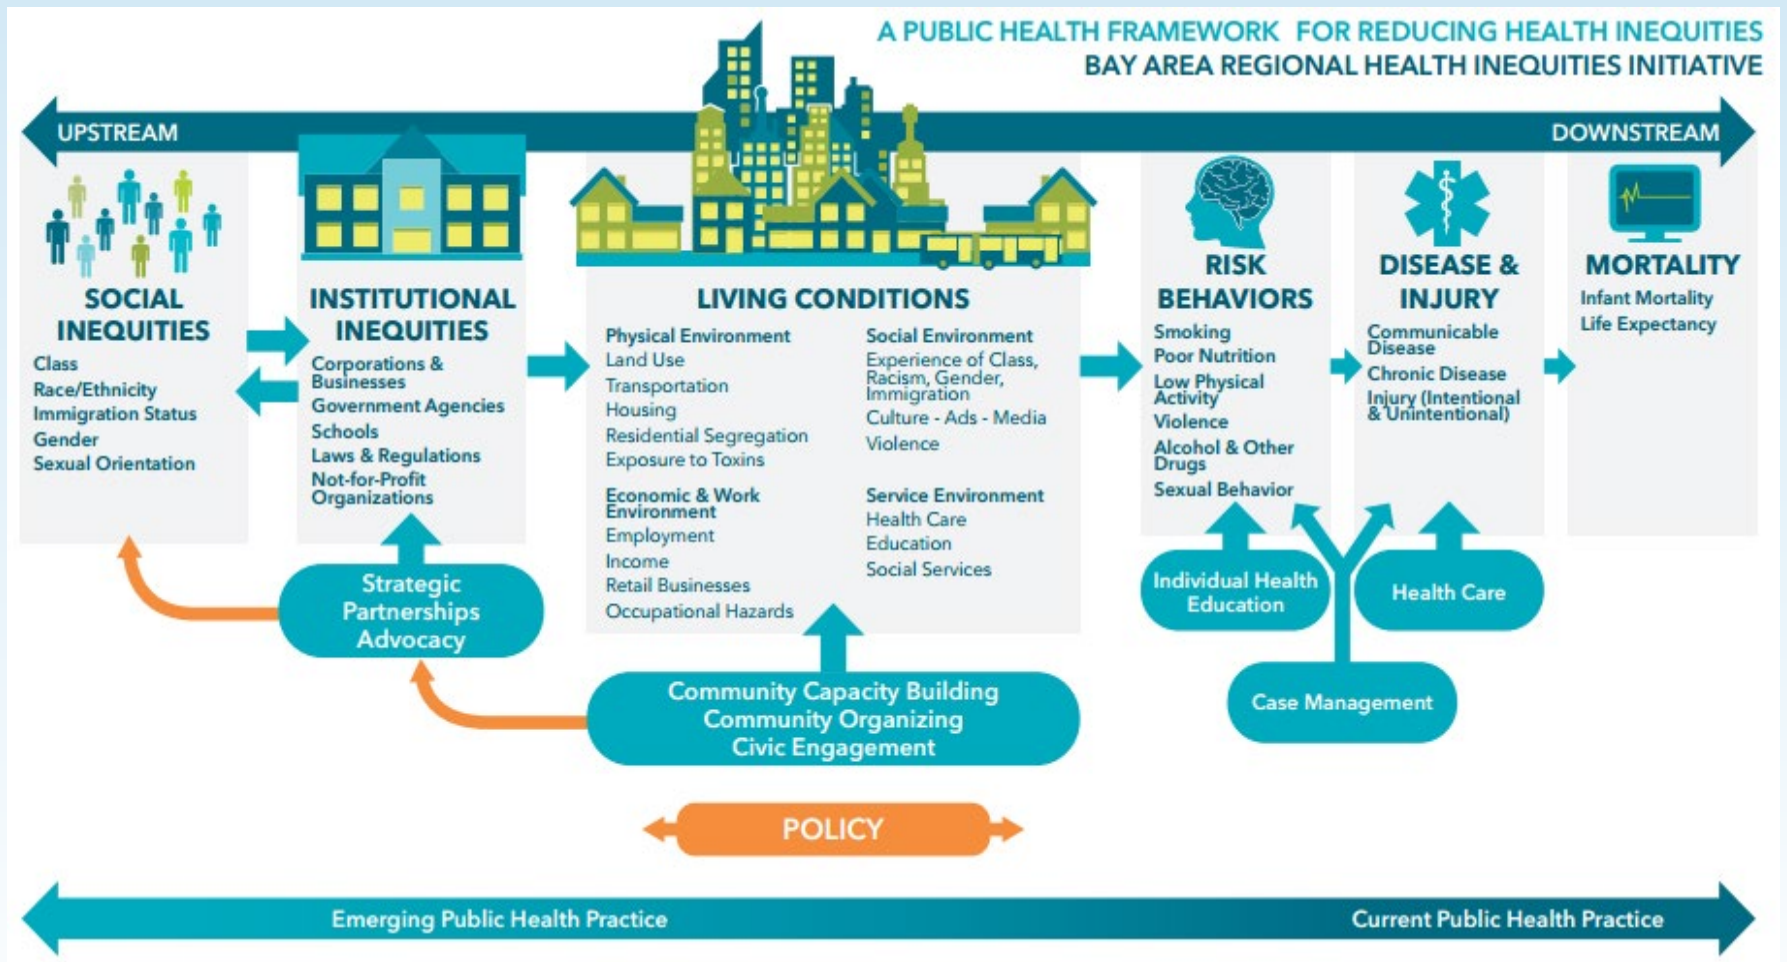 A PUBLIC HEALTH FRAMEWORK FOR REDUCING HEALTH INEQUITIES
BAY AREA REGIONAL HEALTH INEQUITIES INITIATIVE
UPSTREAM
DOWNSTREAM
SOCIAL
INEQUITIES
Class
Race/Ethnicity
Immigration Status
Gender
Sexual Orientation
INSTITUTIONAL
INEQUITIES
Corporations &
Businesses
Government Agencies
Schools
Laws & Regulations
Not-for-Profit
Organizations
Strategic
Partnerships
Advocacy
LIVING CONDITIONS
Physical Environment
Land Use
Transportation
Housing
Residential Segregation
Exposure to Toxins
Economic & Work
Environment
Employment
Income
Retail Businesses
Occupational Hazards
Social Environment
Experience of Class,
Racism, Gender,
Immigration
Culture - Ads - Media
Violence
Service Environment
Health Care
Education
Social Services
Community Capacity Building
Community Organizing
Civic Engagement
RISK
BEHAVIORS
Smoking
Poor Nutrition
Low Physical
Activity
Violence
Alcohol & Other
Drugs
Sexual Behavior
Individual Health
Education
DISEASE &
INJURY
Communicable
Disease
Chronic Disease
Injury (Intentional
& Unintentional)
Health Care
Case Management
MORTALITY
Infant Mortality
Life Expectancy
POLICY
Emerging Public Health Practice
Current Public Health Practice